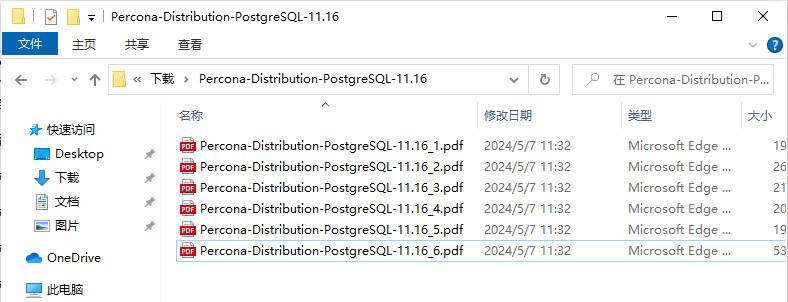 Percona-Distribution-PostgreSQL-11.16
文件 主页 共享 查看
下载 Percona-Distribution-PostgreSQL-11.16 在 Percona-Distribution-P...
名称 修改日期 类型 大小
快速访问
Desktop
下载
文档
图片
OneDrive
此电脑
PDF Percona-Distribution-PostgreSQL-11.16_1.pdf 2024/5/7 11:32 Microsoft Edge ... 19
PDF Percona-Distribution-PostgreSQL-11.16_2.pdf 2024/5/7 11:32 Microsoft Edge ... 26
PDF Percona-Distribution-PostgreSQL-11.16_3.pdf 2024/5/7 11:32 Microsoft Edge ... 21
PDF Percona-Distribution-PostgreSQL-11.16_4.pdf 2024/5/7 11:32 Microsoft Edge ... 20
PDF Percona-Distribution-PostgreSQL-11.16_5.pdf 2024/5/7 11:32 Microsoft Edge ... 19
PDF Percona-Distribution-PostgreSQL-11.16_6.pdf 2024/5/7 11:32 Microsoft Edge ... 53